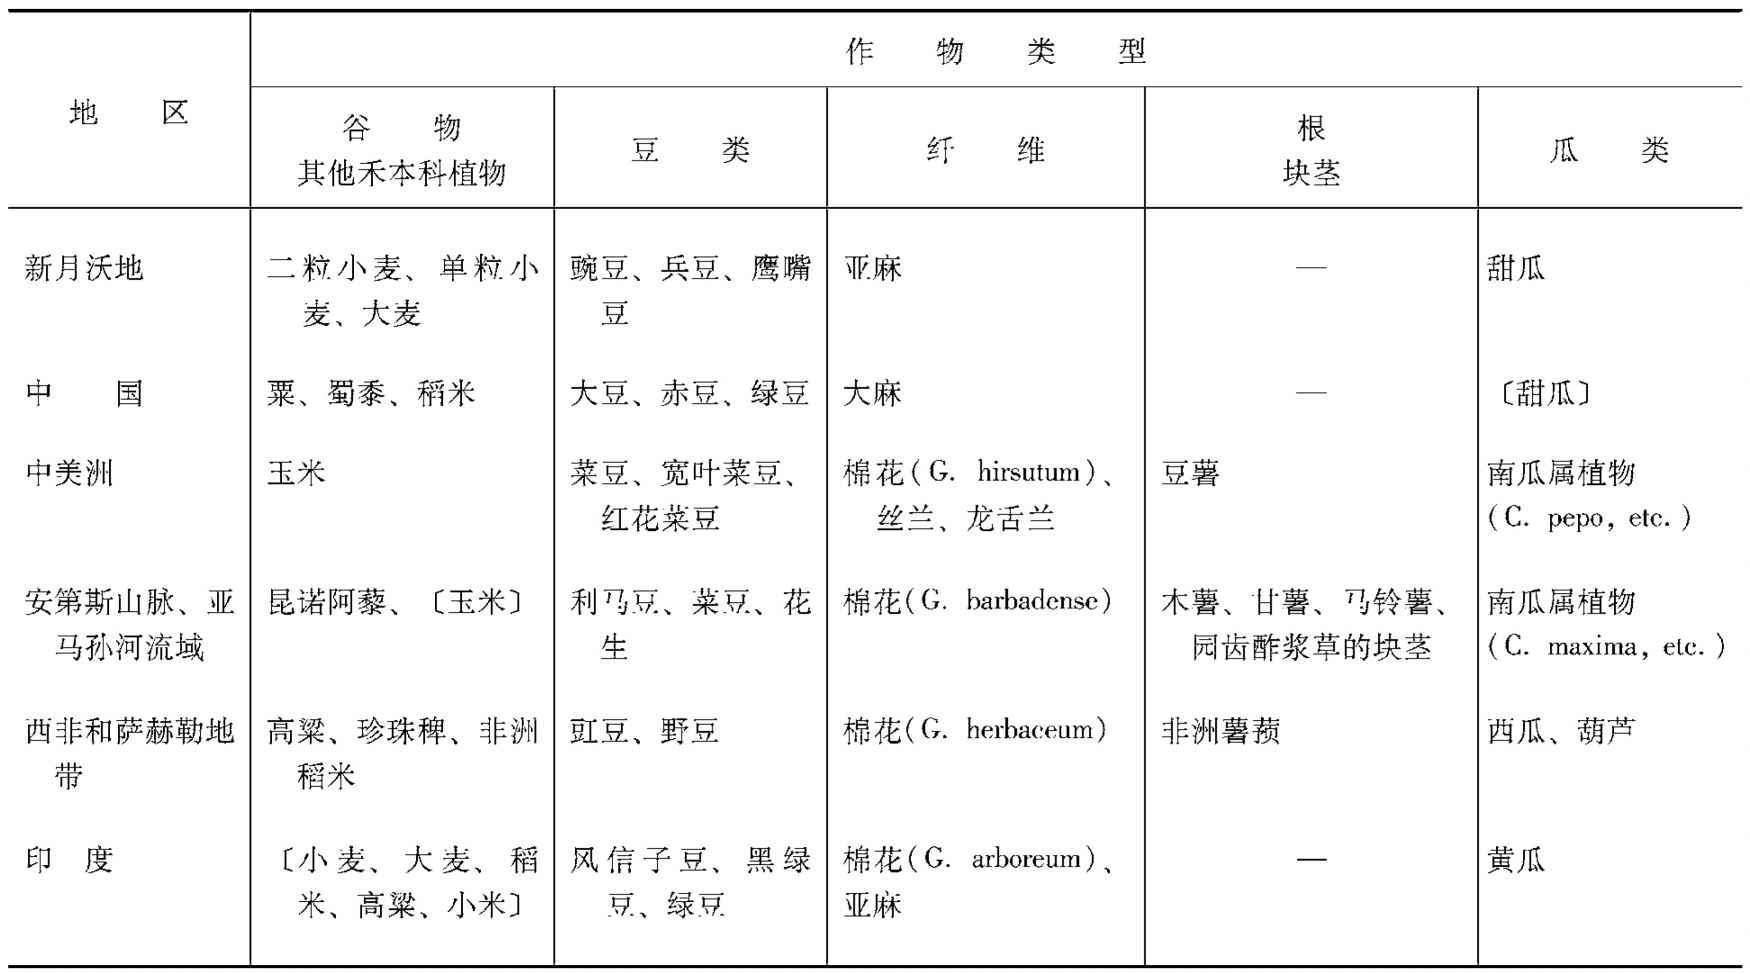 作 物 类 型
地 区
谷 物
其他禾本科植物
豆 类
纤 维
根
块茎
瓜 类
新月沃地
二粒小麦、单粒小
麦、大麦
豌豆、兵豆、鹰嘴
豆
亚麻
—
甜瓜
中 国
粟、蜀黍、稻米
大豆、赤豆、绿豆
大麻
—
〔甜瓜〕
中美洲
玉米
菜豆、宽叶菜豆、
红花菜豆
棉花(G. hirsutum)、
丝兰、龙舌兰
豆薯
南瓜属植物
(C. pepo, etc.)
安第斯山脉、亚
马孙河流域
昆诺阿藜、〔玉米〕
利马豆、菜豆、花
生
棉花(G. barbadense)
木薯、甘薯、马铃薯、
园齿酢浆草的块茎
南瓜属植物
(C. maxima, etc.)
西非和萨赫勒地
带
高粱、珍珠稗、非洲
稻米
豇豆、野豆
棉花(G. herbaceum)
非洲薯蓣
西瓜、葫芦
印 度
〔小麦、大麦、稻
米、高粱、小米〕
风信子豆、黑绿
豆、绿豆
棉花(G. arboreum)、
亚麻
—
黄瓜